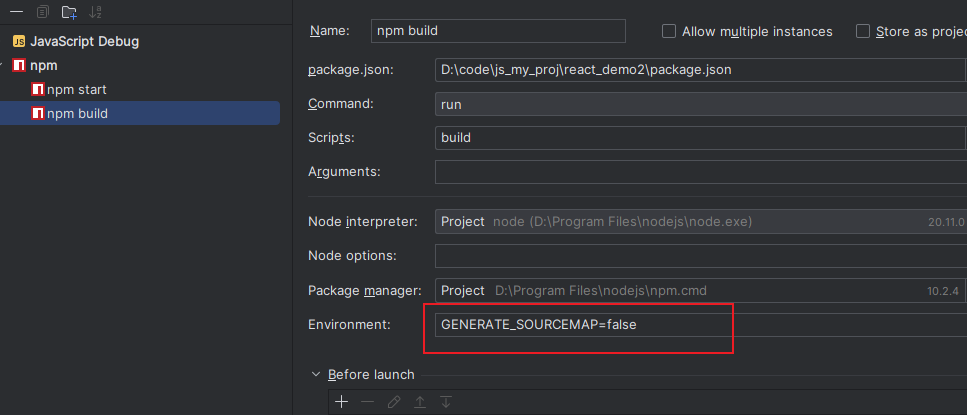 JavaScript Debug
npm
npm start
npm build
Name: npm build Allow multiple instances Store as projec
package.json: D:\code\js_my_proj\react_demo2\package.json
Command: run
Scripts: build
Arguments:
Node interpreter: Project node (D:\Program Files\nodejs\node.exe) 20.11.0
Node options:
Package manager: Project D:\Program Files\nodejs\npm.cmd 10.2.4
Environment: GENERATE_SOURCEMAP=false
Before launch